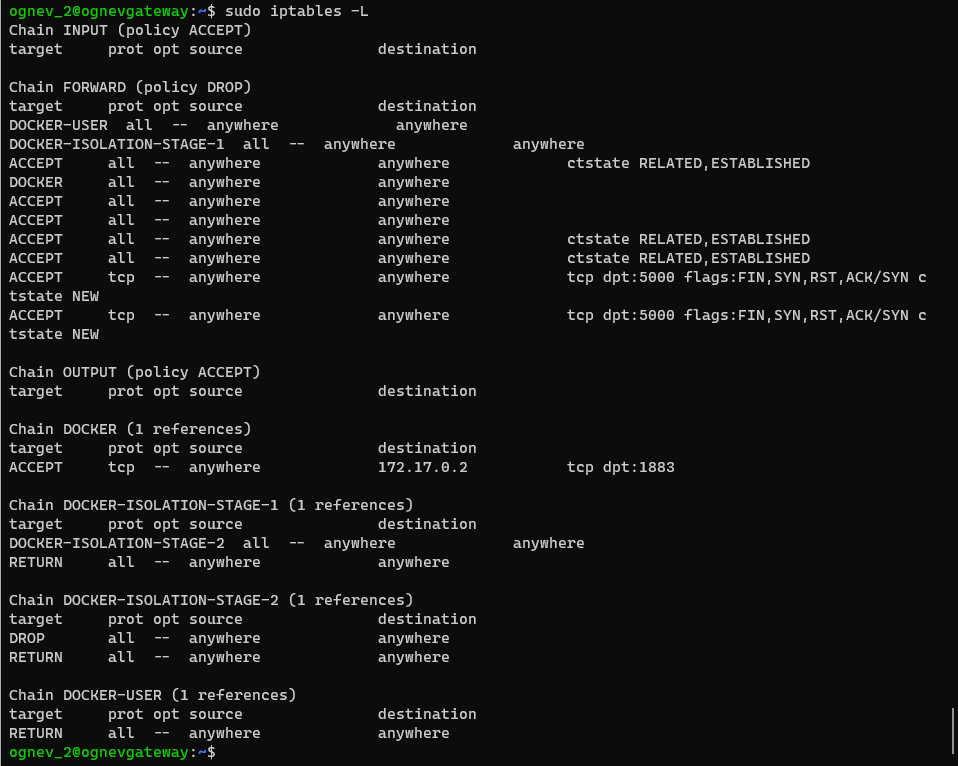 ognev_2@ognevgateway:~$ sudo iptables -L
Chain INPUT (policy ACCEPT)
target     prot opt source               destination

Chain FORWARD (policy DROP)
target     prot opt source               destination
DOCKER-USER  all  --  anywhere             anywhere
DOCKER-ISOLATION-STAGE-1  all  --  anywhere             anywhere
ACCEPT     all  --  anywhere             anywhere             ctstate RELATED,ESTABLISHED
DOCKER     all  --  anywhere             anywhere
ACCEPT     all  --  anywhere             anywhere
ACCEPT     all  --  anywhere             anywhere
ACCEPT     all  --  anywhere             anywhere             ctstate RELATED,ESTABLISHED
ACCEPT     all  --  anywhere             anywhere             ctstate RELATED,ESTABLISHED
ACCEPT     tcp  --  anywhere             anywhere             tcp dpt:5000 flags:FIN,SYN,RST,ACK/SYN c
tstate NEW
ACCEPT     tcp  --  anywhere             anywhere             tcp dpt:5000 flags:FIN,SYN,RST,ACK/SYN c
tstate NEW

Chain OUTPUT (policy ACCEPT)
target     prot opt source               destination

Chain DOCKER (1 references)
target     prot opt source               destination
ACCEPT     tcp  --  anywhere             172.17.0.2           tcp dpt:1883

Chain DOCKER-ISOLATION-STAGE-1 (1 references)
target     prot opt source               destination
DOCKER-ISOLATION-STAGE-2  all  --  anywhere             anywhere
RETURN     all  --  anywhere             anywhere

Chain DOCKER-ISOLATION-STAGE-2 (1 references)
target     prot opt source               destination
DROP       all  --  anywhere             anywhere
RETURN     all  --  anywhere             anywhere

Chain DOCKER-USER (1 references)
target     prot opt source               destination
RETURN     all  --  anywhere             anywhere
ognev_2@ognevgateway:~$